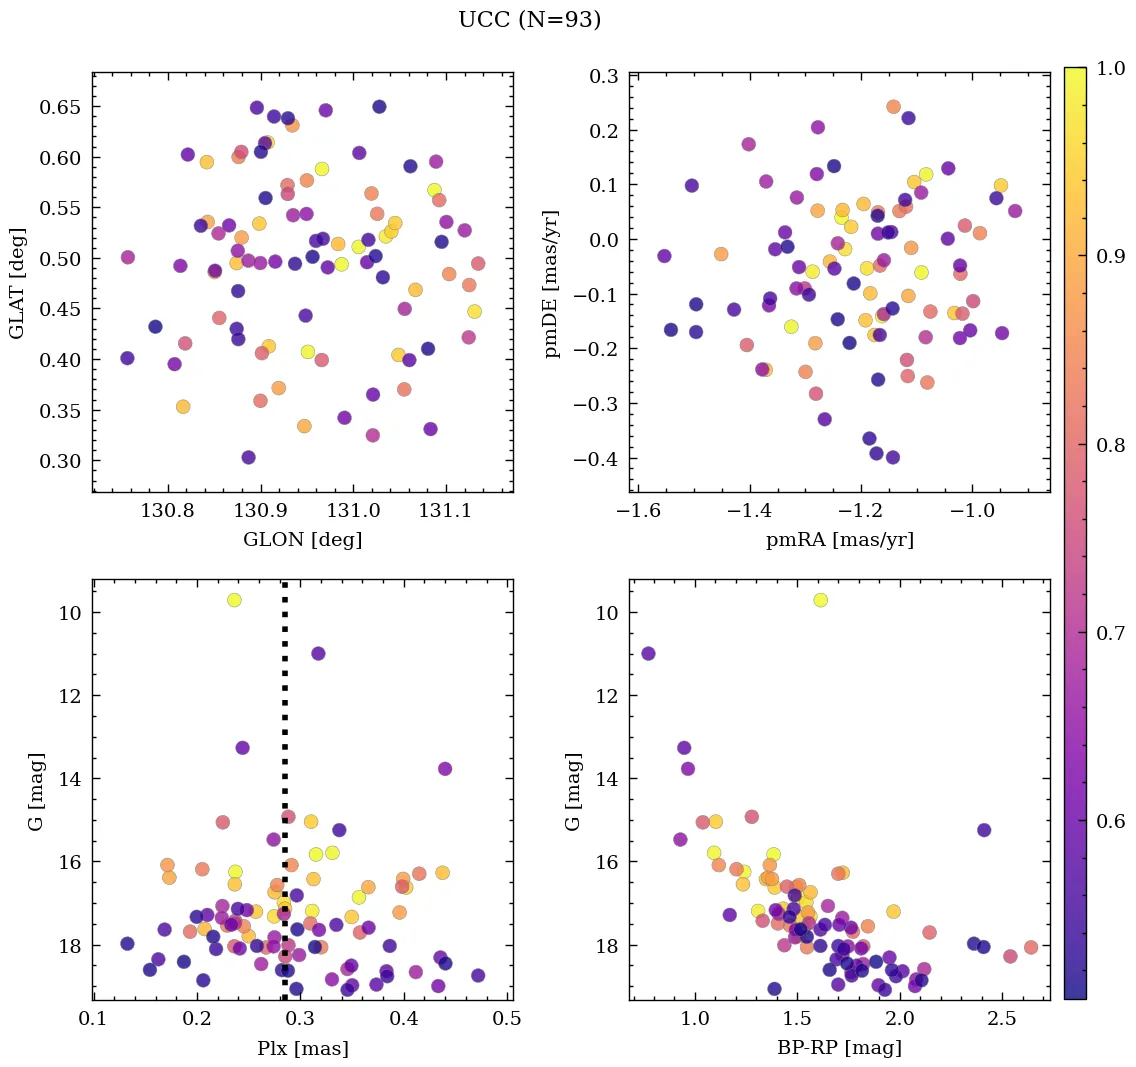 UCC (N=93)
0.65
0.60
0.55
0.50
0.45
0.40
0.35
0.30
GLAT [deg]
130.8 130.9 131.0 131.1
GLON [deg]
0.3
0.2
0.1
0.0
−0.1
−0.2
−0.3
−0.4
pmDE [mas/yr]
−1.6 −1.4 −1.2 −1.0
pmRA [mas/yr]
10
12
14
16
18
G [mag]
0.1 0.2 0.3 0.4 0.5
Plx [mas]
10
12
14
16
18
G [mag]
1.0 1.5 2.0 2.5
BP-RP [mag]
1.0
0.9
0.8
0.7
0.6